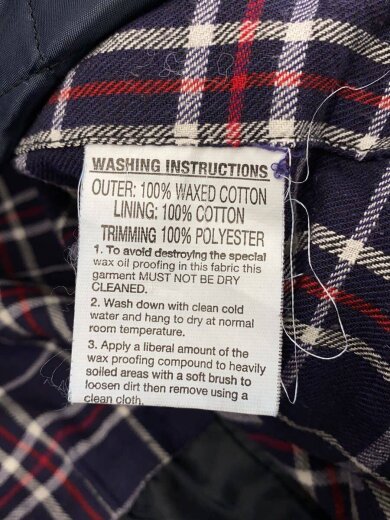 WASHING INSTRUCTIONS
OUTER: 100% WAXED COTTON
LINING: 100% COTTON
TRIMMING 100% POLYESTER
1. To avoid destroying the special
wax oil proofing in this fabric this
garment MUST NOT BE DRY
CLEANED.
2. Wash down with clean cold
water and hang to dry at normal
room temperature.
3. Apply a liberal amount of the
wax proofing compound to heavily
soiled areas with a soft brush to
loosen dirt then remove using a
clean cloth.